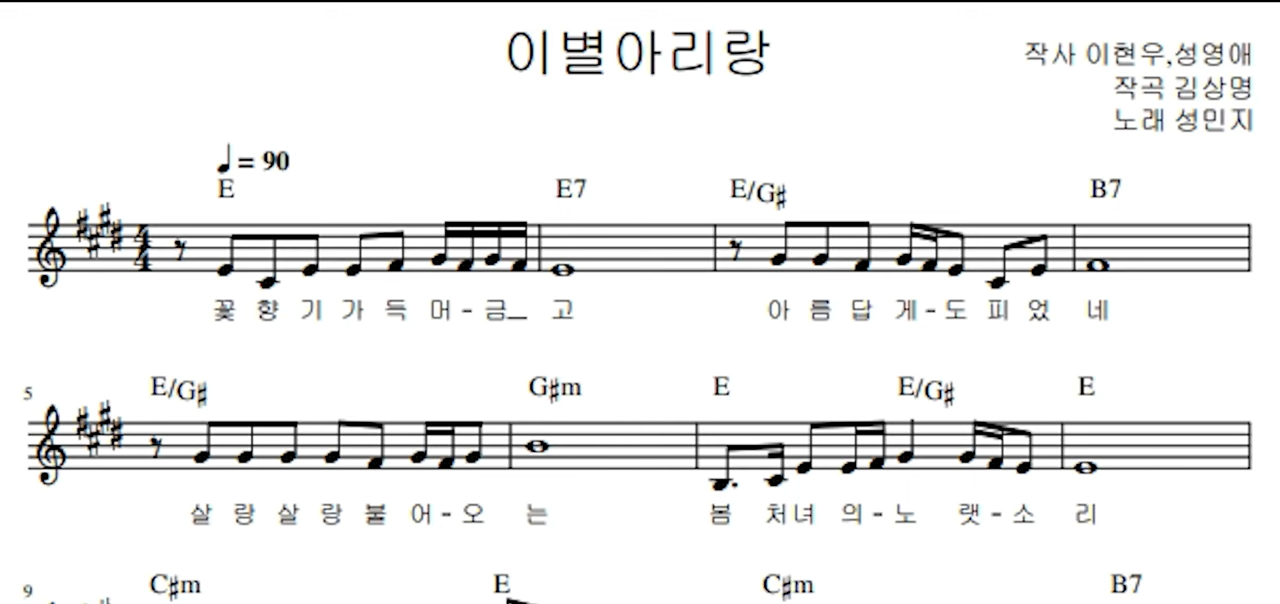 이별아리랑
작사 이현우,성영애
작곡 김상명
노래 성민지
♩ = 90
E E7 E/G♯ B7
꽃 향 기 가 득 머 - 금_ 고 아 름 답 게 - 도 피 었 네
5
E/G♯ G♯m E E/G♯ E
살 랑 살 랑 불 어 - 오 는 봄 처 녀 의 - 노 랫 - 소 리
9
C♯m E C♯m B7